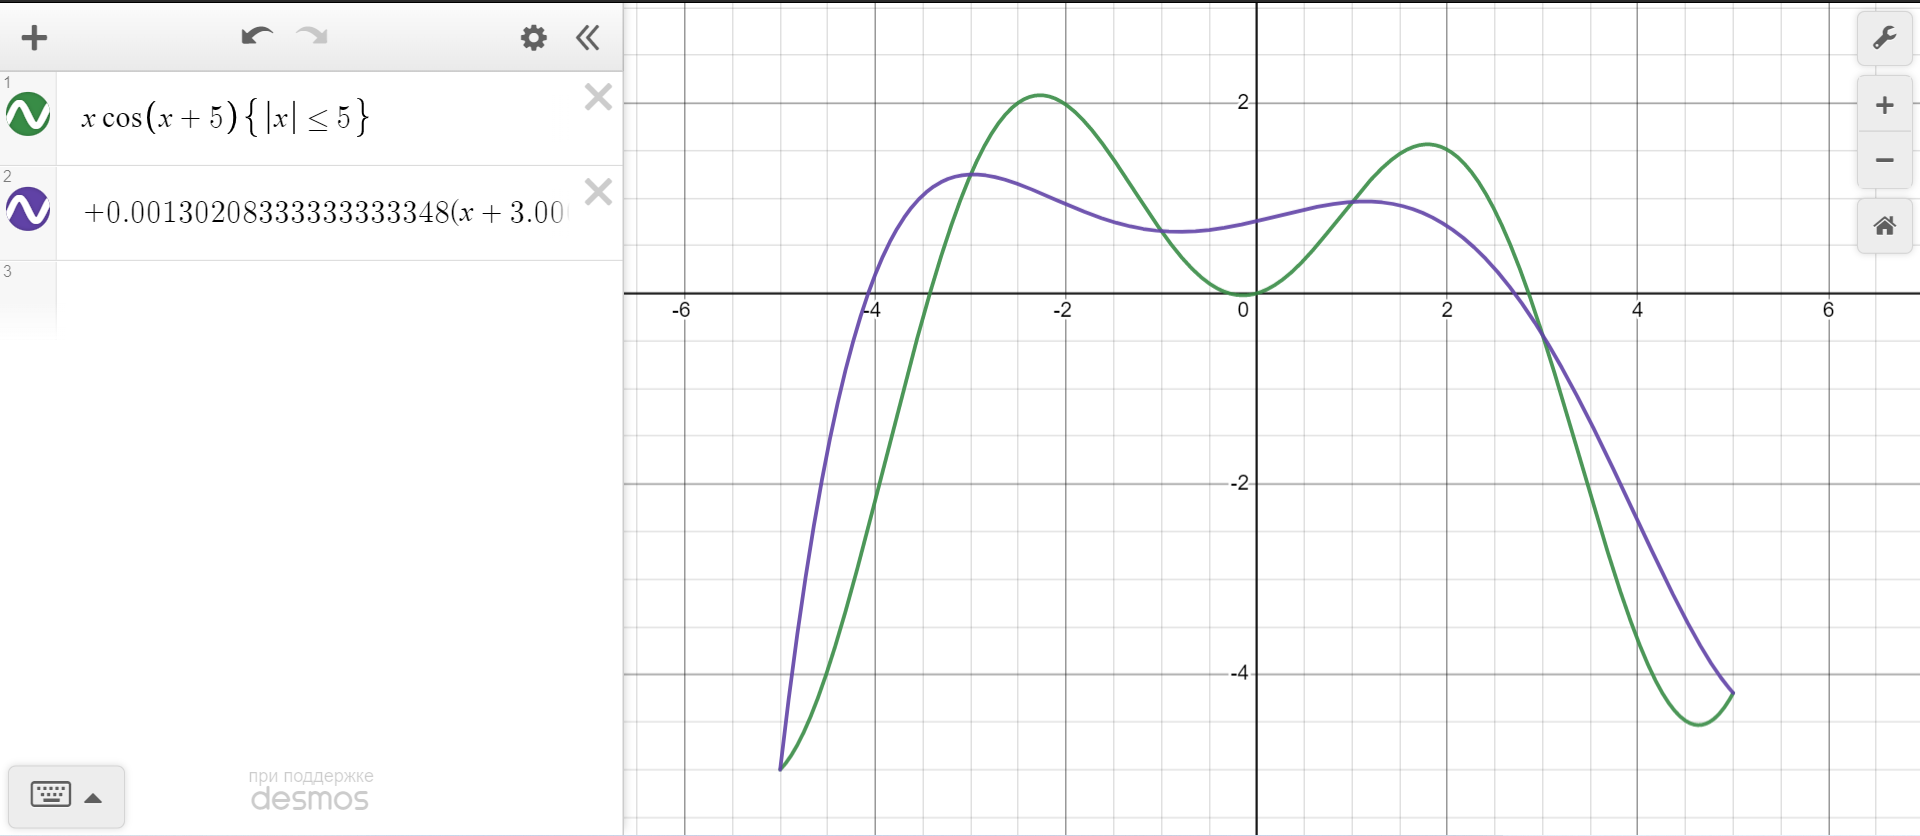 1
x cos(x + 5){|x| ≤ 5}
2
+0.00130208333333333348(x + 3.00
3
при поддержке
desmos
2
-6 -4 -2 0 2 4 6
-2
-4